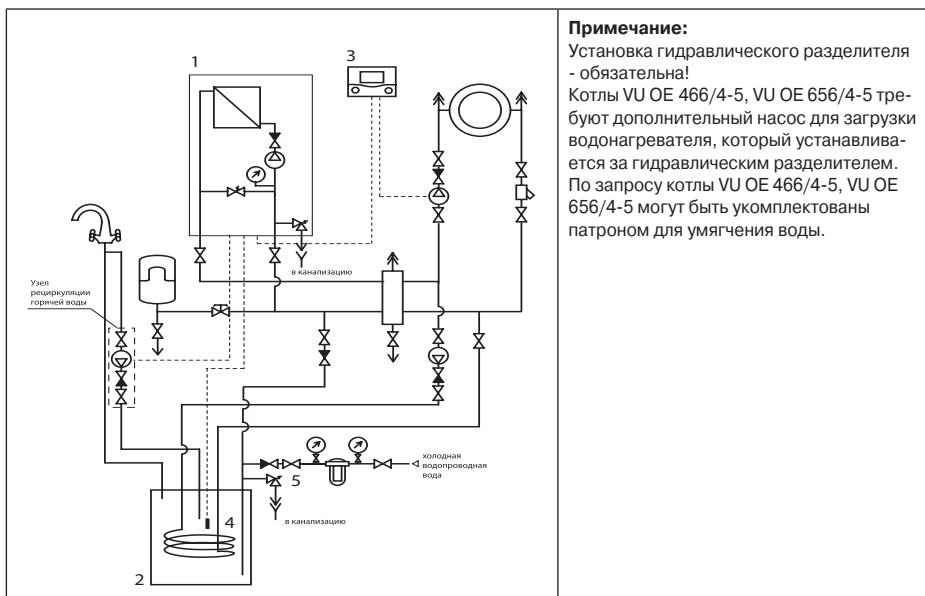 1
3
в канализацию
Узел
рециркуляции
горячей воды
холодная
водопроводная
вода
5
4
в канализацию
2
Примечание:
Установка гидравлического разделителя
- обязательна!
Котлы VU OE 466/4-5, VU OE 656/4-5 тре-
буют дополнительный насос для загрузки
водонагревателя, который устанавлива-
ется за гидравлическим разделителем.
По запросу котлы VU OE 466/4-5, VU OE
656/4-5 могут быть укомплектованы
патроном для умягчения воды.